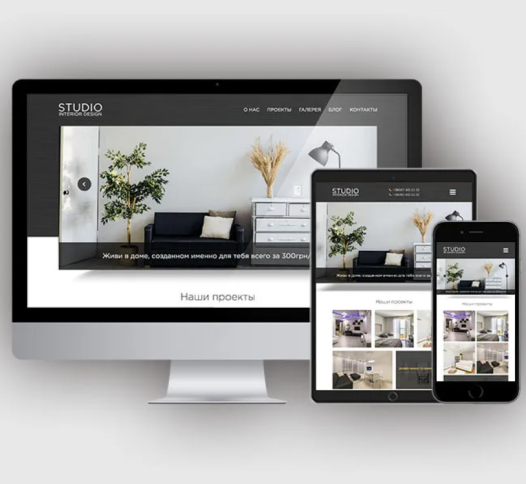 STUDIO
INTERIOR DESIGN
О НАС ПРОЕКТЫ ГАЛЕРЕЯ БЛОГ КОНТАКТЫ
Живи в доме, созданном именно для тебя всего за 300грн/
Наши проекты
STUDIO
INTERIOR DESIGN
Живи в доме, созданном именно для тебя всего за
Наши проекты
STUDIO
Наши проекты